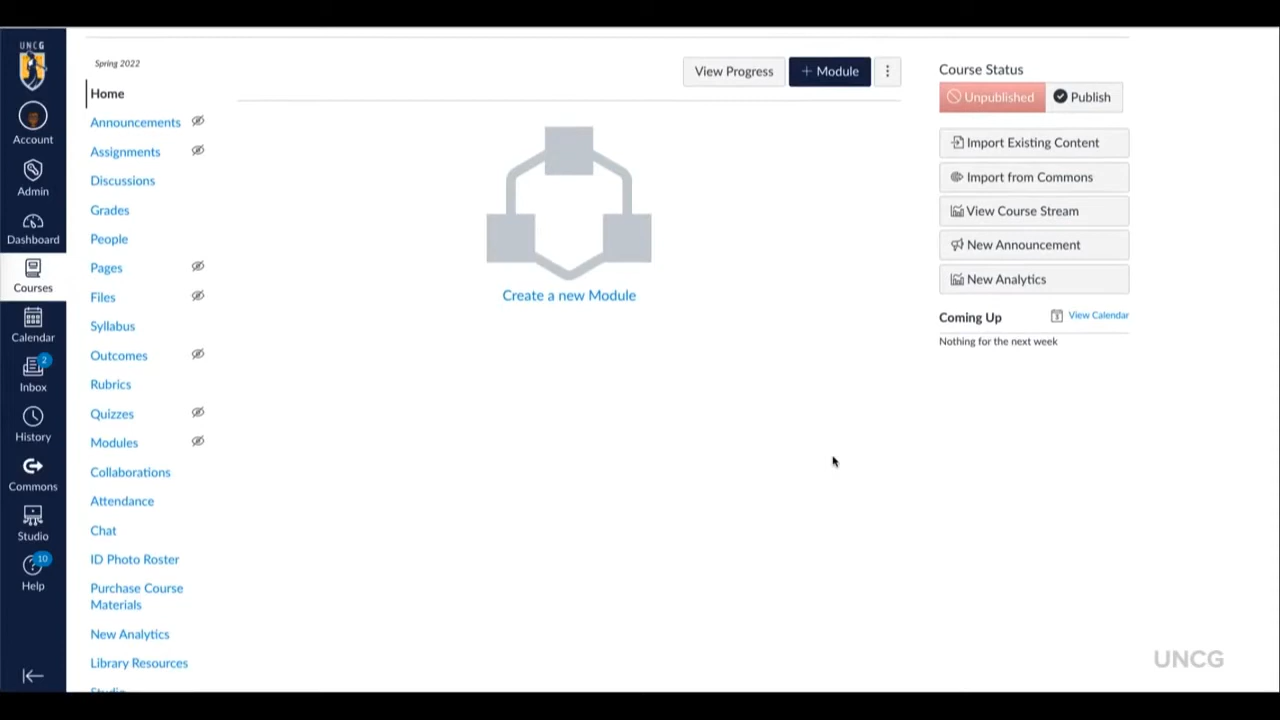 UNCG
Account
Admin
Dashboard
Courses
Calendar
2
Inbox
History
Commons
Studio
10
Help
Spring 2022
Home
Announcements
Assignments
Discussions
Grades
People
Pages
Files
Syllabus
Outcomes
Rubrics
Quizzes
Modules
Collaborations
Attendance
Chat
ID Photo Roster
Purchase Course
Materials
New Analytics
Library Resources
Studio
View Progress
+ Module
Create a new Module
Course Status
Unpublished
Publish
Import Existing Content
Import from Commons
View Course Stream
New Announcement
New Analytics
Coming Up
View Calendar
Nothing for the next week
UNCG